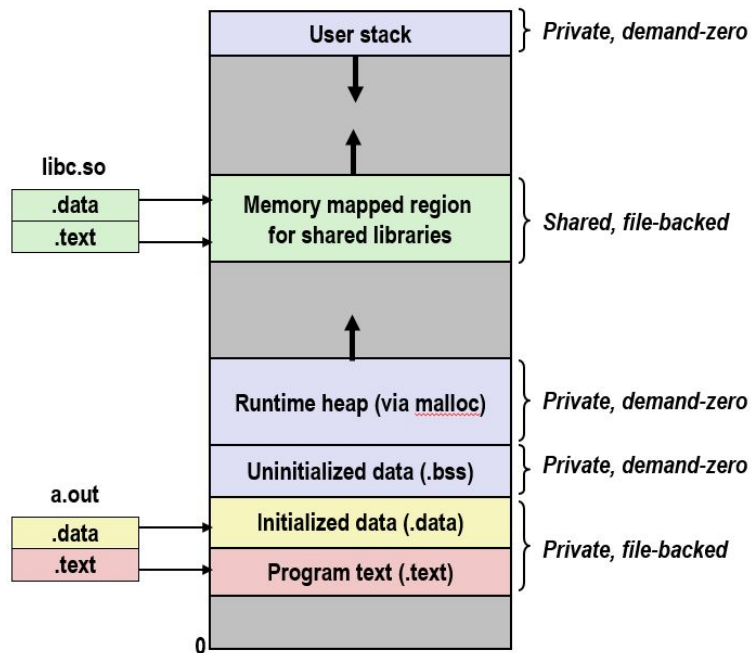 User stack
Private, demand-zero
libc.so
.data
.text
Memory mapped region
for shared libraries
Shared, file-backed
Runtime heap (via malloc)
Private, demand-zero
Uninitialized data (.bss)
Private, demand-zero
a.out
.data
.text
Initialized data (.data)
Program text (.text)
Private, file-backed
0